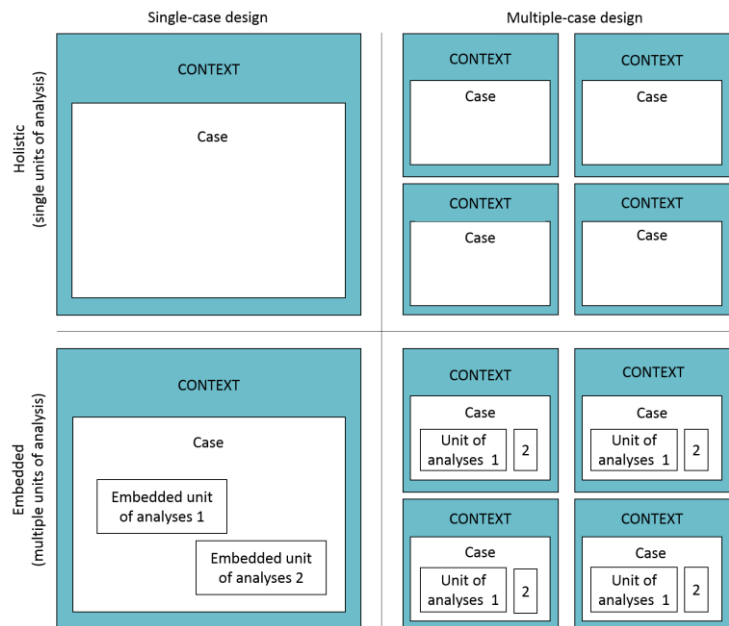 Single-case design
Multiple-case design
Holistic
(single units of analysis)
CONTEXT
Case
CONTEXT
Case
CONTEXT
Case
CONTEXT
Case
CONTEXT
Case
Embedded
(multiple units of analysis)
CONTEXT
Case
Embedded unit
of analyses 1
Embedded unit
of analyses 2
CONTEXT
Case
Unit of
analyses 1
2
CONTEXT
Case
Unit of
analyses 1
2
CONTEXT
Case
Unit of
analyses 1
2
CONTEXT
Case
Unit of
analyses 1
2